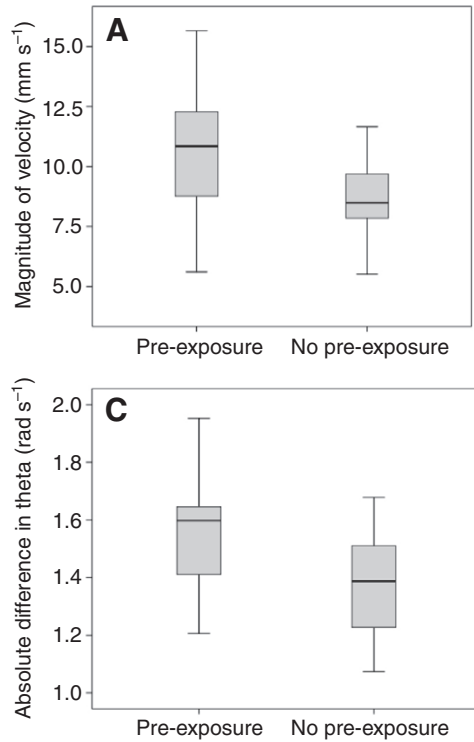 A
Magnitude of velocity (mm s⁻¹)
15.0
12.5
10.0
7.5
5.0
Pre-exposure No pre-exposure
C
Absolute difference in theta (rad s⁻¹)
2.0
1.8
1.6
1.4
1.2
1.0
Pre-exposure No pre-exposure